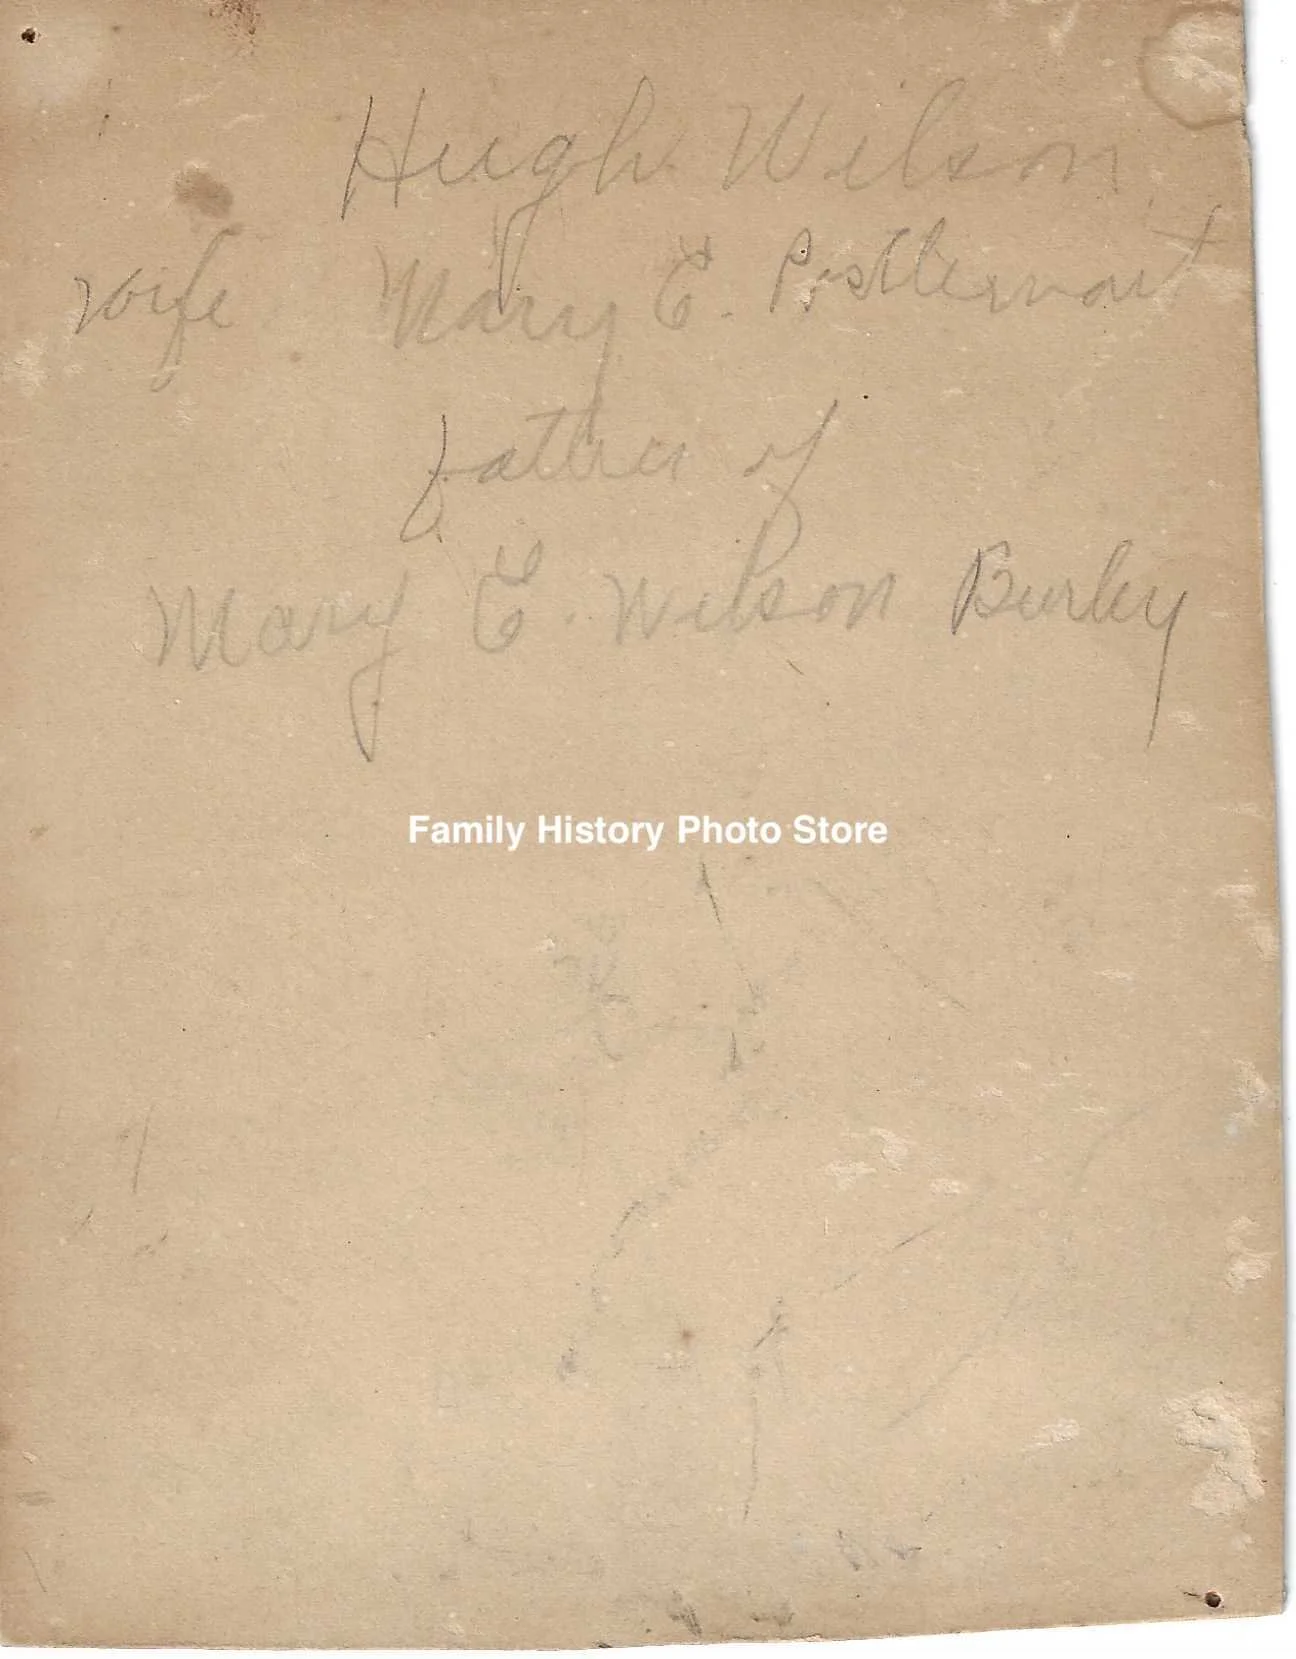 Hugh Wilson
wife Mary E. Postlewait
father of
Mary E. Wilson Burley
Family History Photo Store